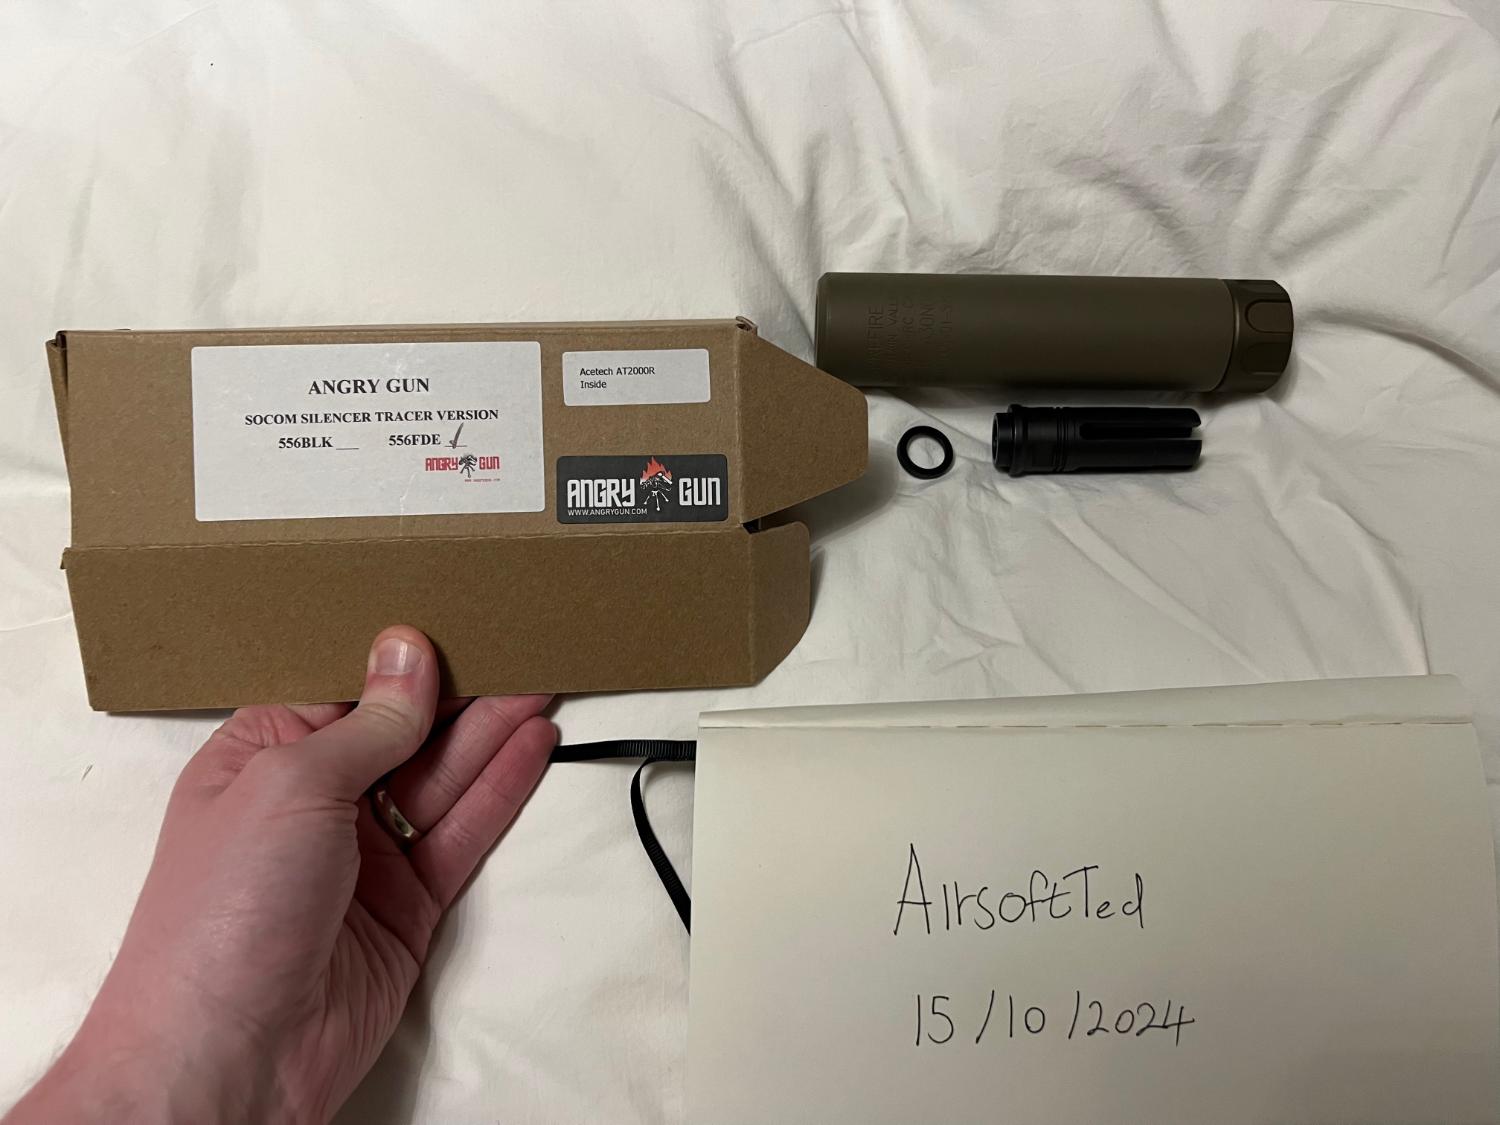 ANGRY GUN
SOCOM SILENCER TRACER VERSION
556BLK ___ 556FDE ✓
ANGRY GUN
Acetech AT2000R
Inside
ANGRY GUN
WWW.ANGRYGUN.COM
AirsoftTed
15/10/2024